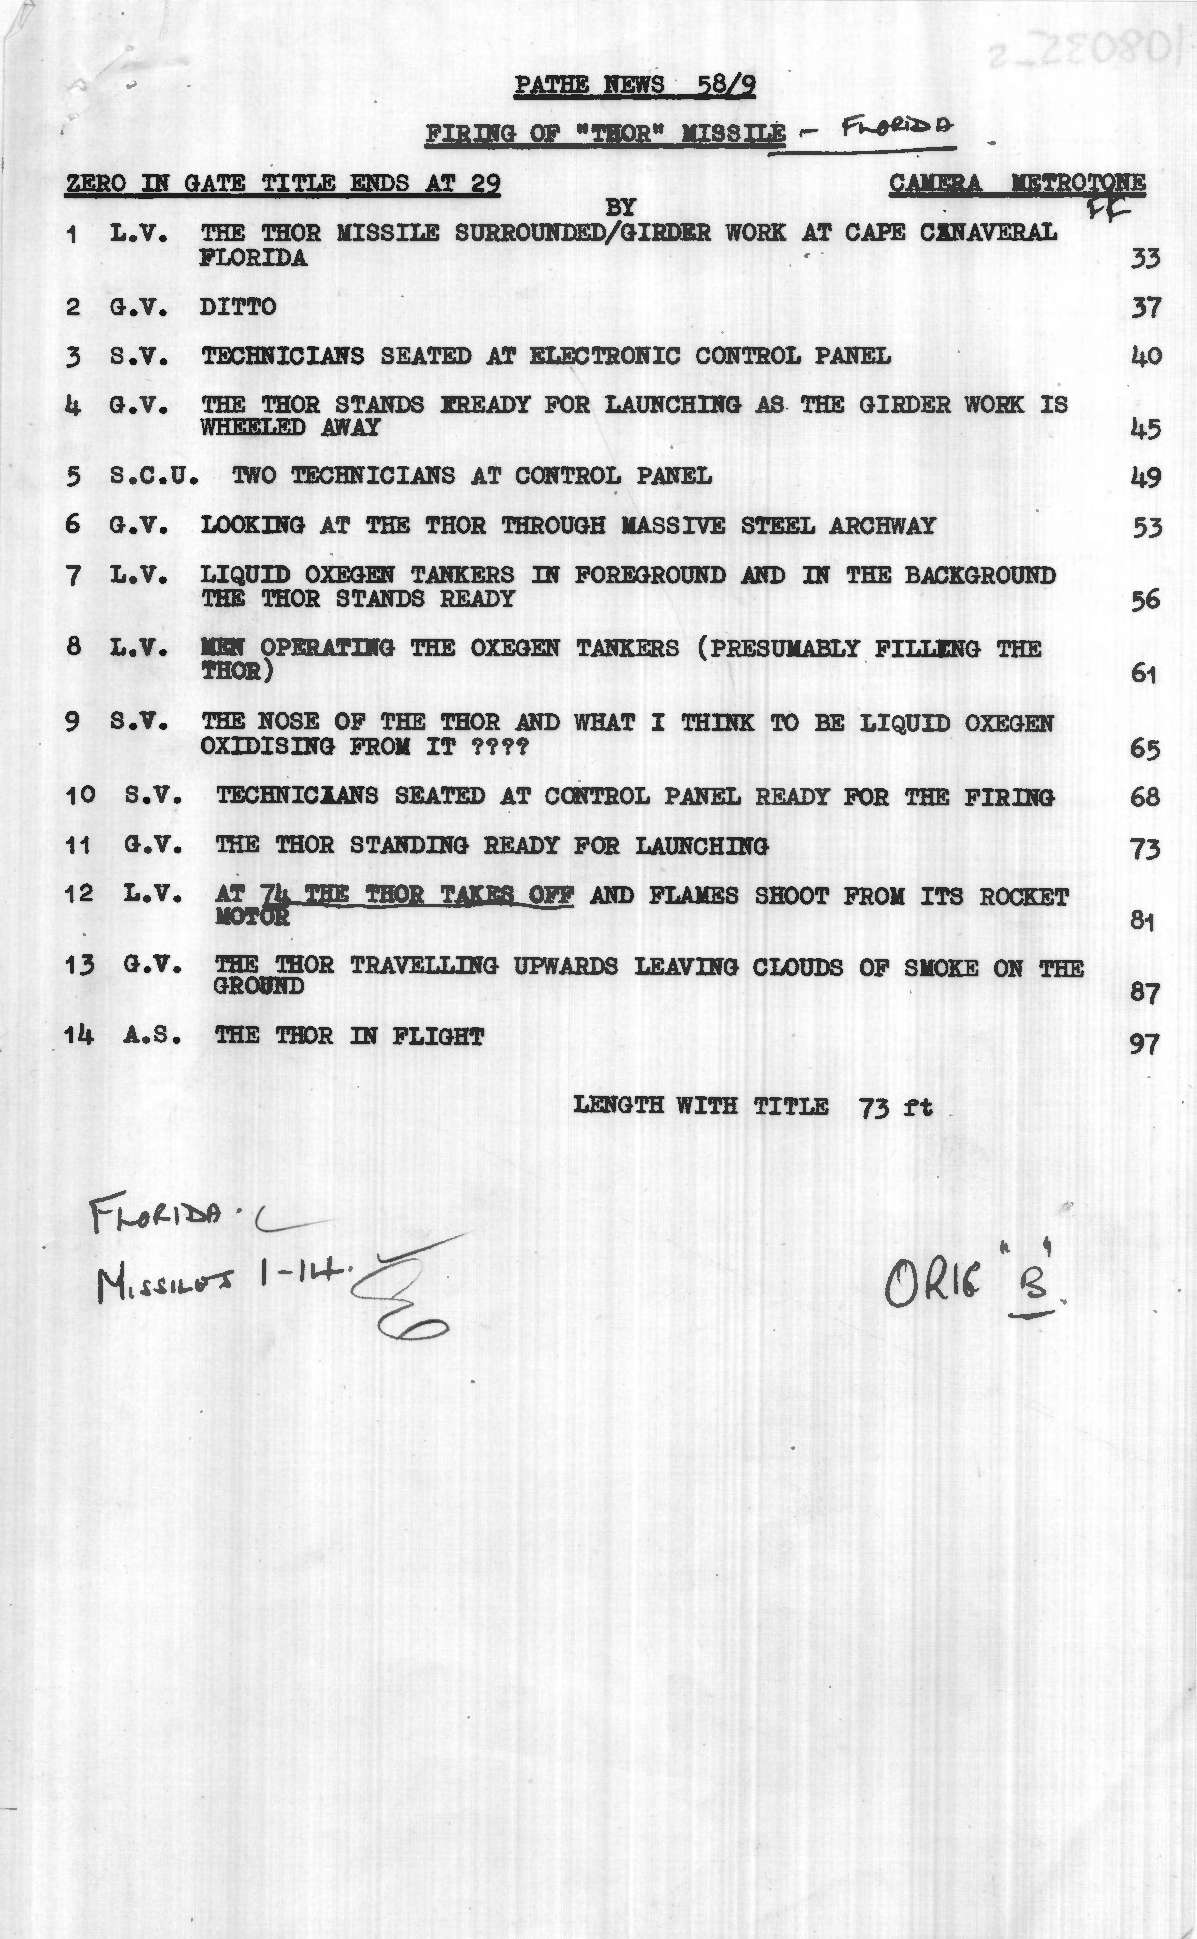 PATHE NEWS 58/9
FIRING OF "THOR" MISSILE - FLORIDA
ZERO IN GATE TITLE ENDS AT 29 CAMERA METROTONE
BY FF
1 L.V. THE THOR MISSILE SURROUNDED/GIRDER WORK AT CAPE CANAVERAL
FLORIDA 33
2 G.V. DITTO 37
3 S.V. TECHNICIANS SEATED AT ELECTRONIC CONTROL PANEL 40
4 G.V. THE THOR STANDS READY FOR LAUNCHING AS THE GIRDER WORK IS
WHEELED AWAY 45
5 S.C.U. TWO TECHNICIANS AT CONTROL PANEL 49
6 G.V. LOOKING AT THE THOR THROUGH MASSIVE STEEL ARCHWAY 53
7 L.V. LIQUID OXEGEN TANKERS IN FOREGROUND AND IN THE BACKGROUND
THE THOR STANDS READY 56
8 L.V. MEN OPERATING THE OXEGEN TANKERS (PRESUMABLY FILLING THE
THOR) 61
9 S.V. THE NOSE OF THE THOR AND WHAT I THINK TO BE LIQUID OXEGEN
OXIDISING FROM IT ???? 65
10 S.V. TECHNICIANS SEATED AT CONTROL PANEL READY FOR THE FIRING 68
11 G.V. THE THOR STANDING READY FOR LAUNCHING 73
12 L.V. AT 74 THE THOR TAKES OFF AND FLAMES SHOOT FROM ITS ROCKET
MOTOR 81
13 G.V. THE THOR TRAVELLING UPWARDS LEAVING CLOUDS OF SMOKE ON THE
GROUND 87
14 A.S. THE THOR IN FLIGHT 97
LENGTH WITH TITLE 73 ft
FLORIDA.
MISSILES 1-14.
ORIG "B".